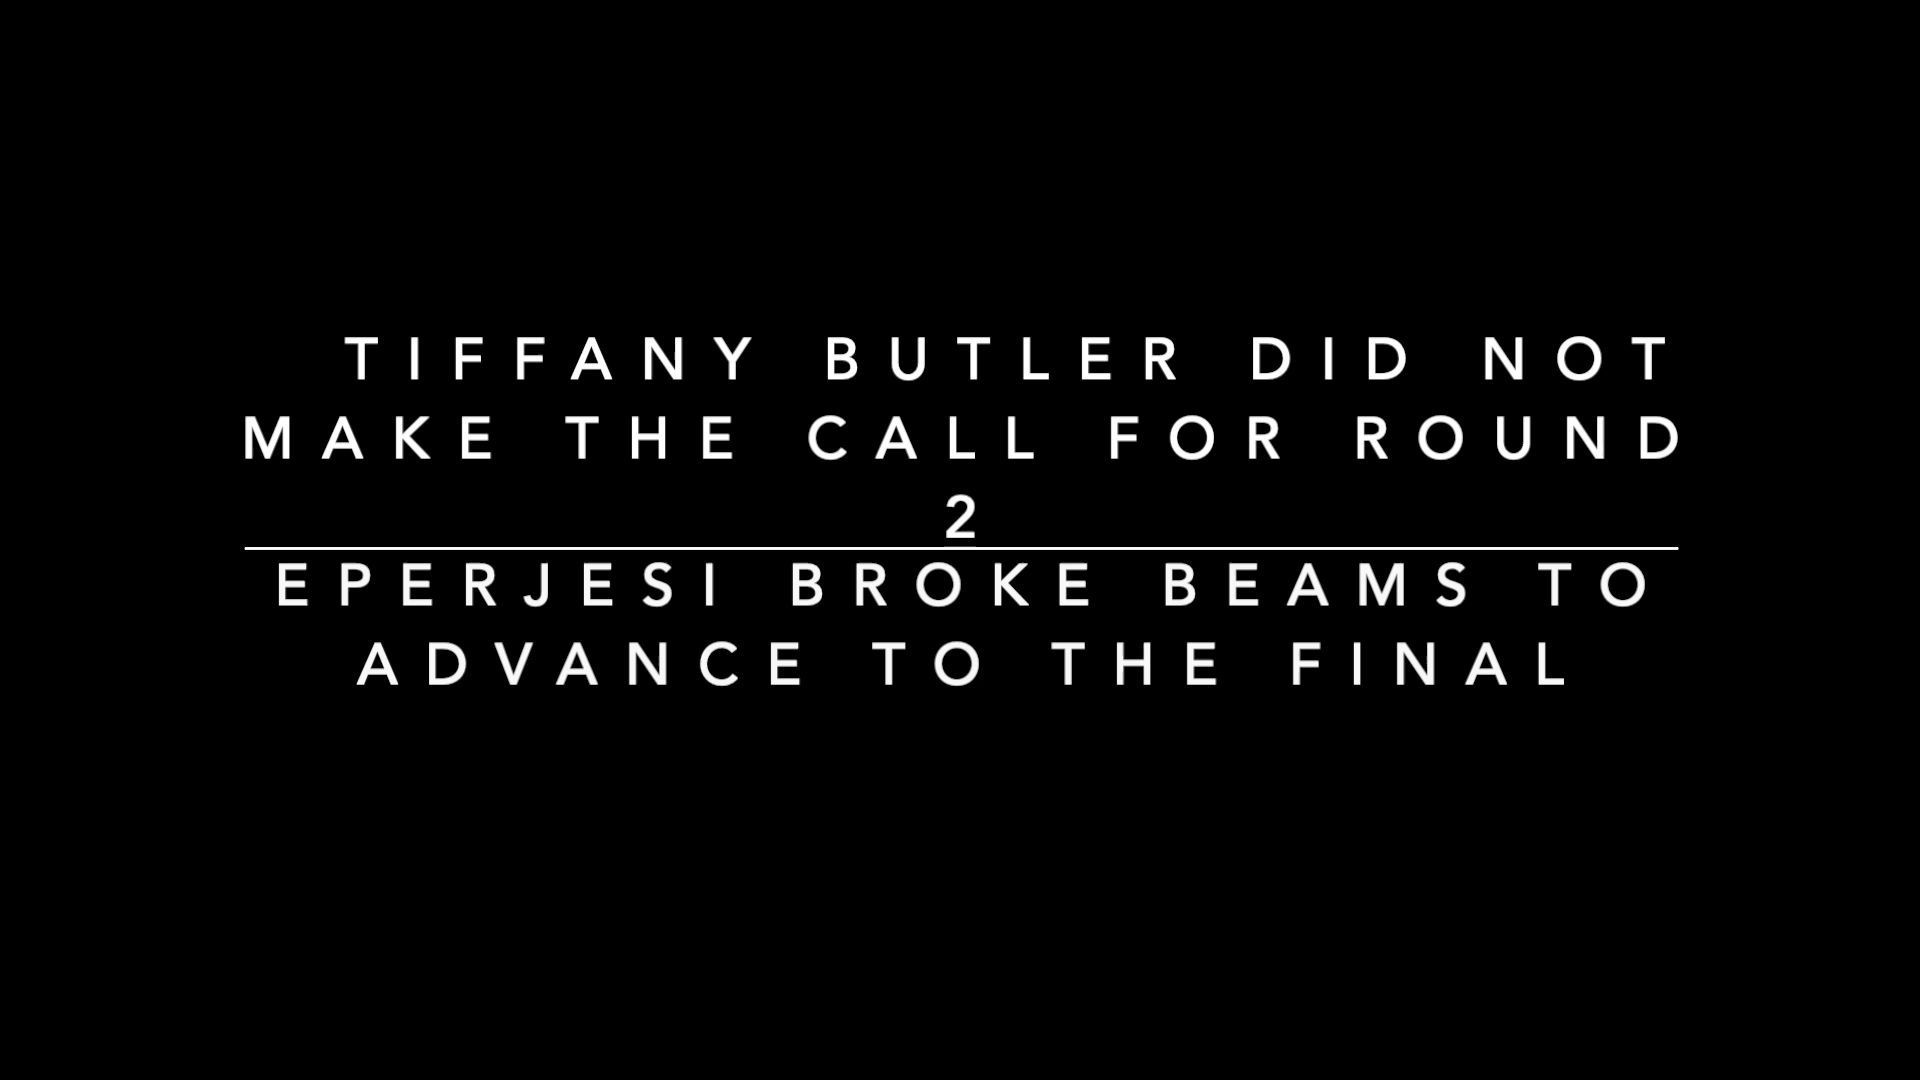 TIFFANY BUTLER DID NOT
MAKE THE CALL FOR ROUND
2
EPERJESI BROKE BEAMS TO
ADVANCE TO THE FINAL